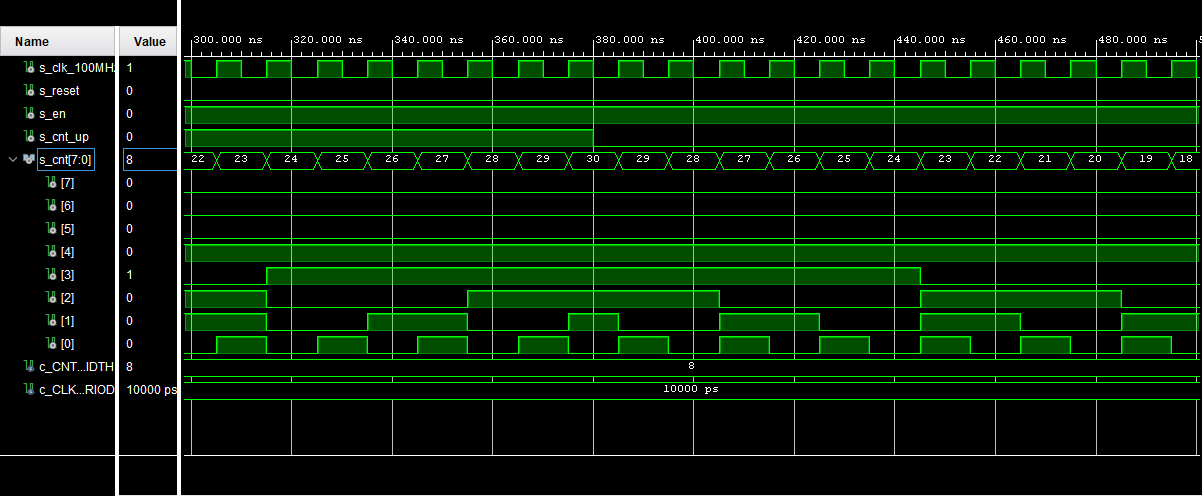 Name Value
300.000 ns 320.000 ns 340.000 ns 360.000 ns 380.000 ns 400.000 ns 420.000 ns 440.000 ns 460.000 ns 480.000 ns
s_clk_100MHz 1
s_reset 0
s_en 0
s_cnt_up 0
s_cnt[7:0] 8 22 23 24 25 26 27 28 29 30 29 28 27 26 25 24 23 22 21 20 19 18
[7] 0
[6] 0
[5] 0
[4] 0
[3] 1
[2] 0
[1] 0
[0] 0
c_CNT...IDTH 8 8
c_CLK...RIOD 10000 ps 10000 ps